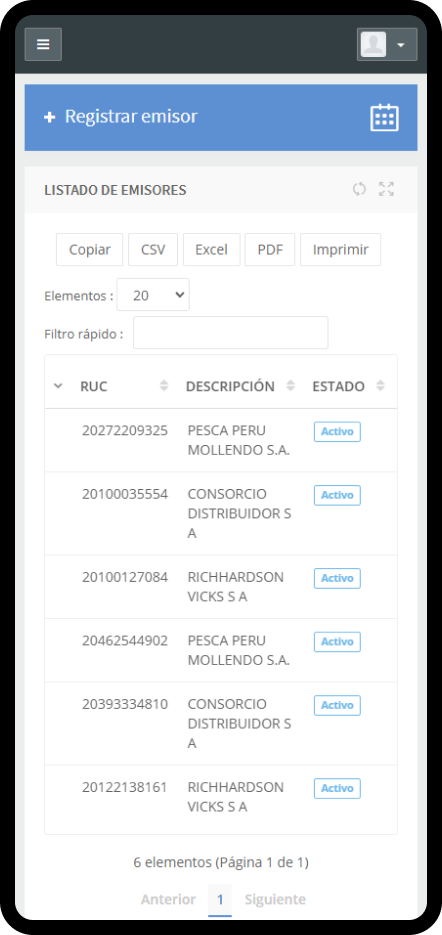 Registrar emisor
LISTADO DE EMISORES
Copiar CSV Excel PDF Imprimir
Elementos : 20
Filtro rápido :
RUC DESCRIPCIÓN ESTADO
20272209325 PESCA PERU Activo
MOLLENDO S.A.
20100035554 CONSORCIO Activo
DISTRIBUIDOR S
A
20100127084 RICHHARDSON Activo
VICKS S A
20462544902 PESCA PERU Activo
MOLLENDO S.A.
20393334810 CONSORCIO Activo
DISTRIBUIDOR S
A
20122138161 RICHHARDSON Activo
VICKS S A
6 elementos (Página 1 de 1)
Anterior 1 Siguiente